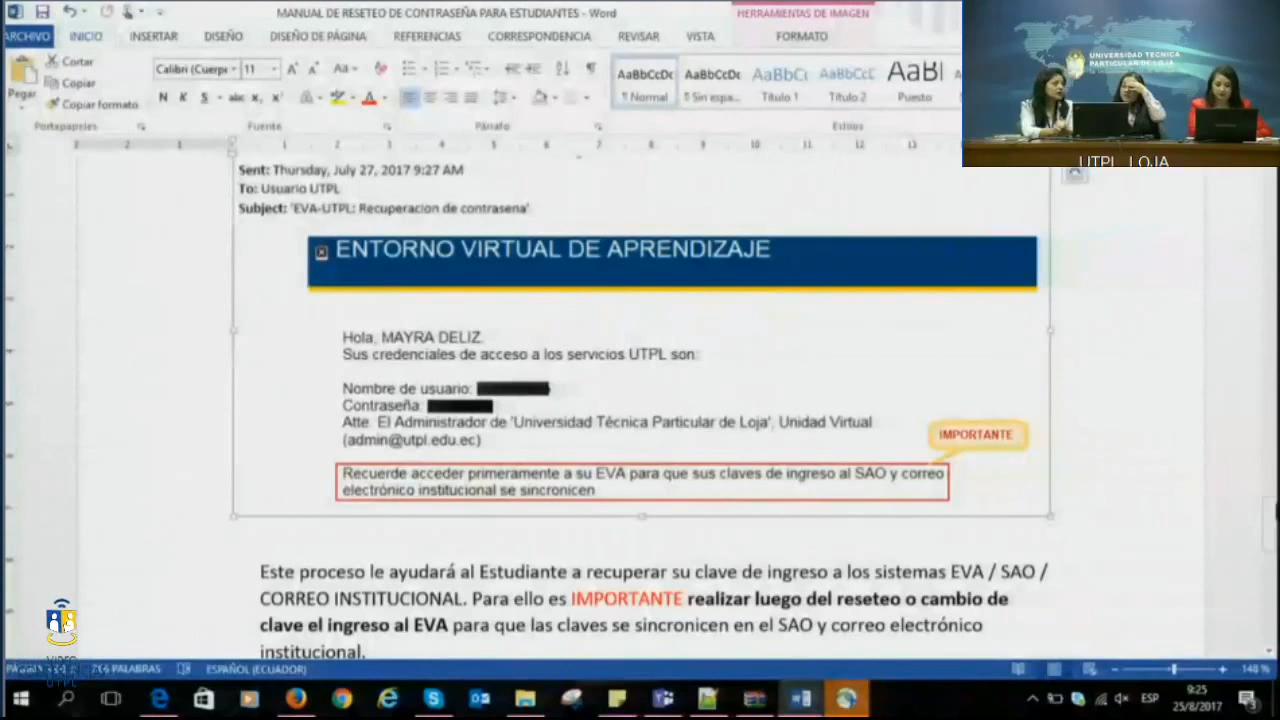 MANUAL DE RESETEO DE CONTRASEÑA PARA ESTUDIANTES - Word
HERRAMIENTAS DE IMAGEN
ARCHIVO INICIO INSERTAR DISEÑO DISEÑO DE PÁGINA REFERENCIAS CORRESPONDENCIA REVISAR VISTA FORMATO
Cortar
Copiar
Copiar formato
Pegar
Calibri (Cuerp 11
N K S abc x₂ x²
AaBbCcDc AaBbCcDc AaBbCc AaBbCcC AaBl
¶ Normal ¶ Sin espa... Título 1 Título 2 Puesto
Portapapeles Fuente Párrafo Estilos
UNIVERSIDAD TÉCNICA
PARTICULAR DE LOJA
UTPL LOJA
Sent: Thursday, July 27, 2017 9:27 AM
To: Usuario UTPL
Subject: 'EVA-UTPL: Recuperacion de contrasena'
ENTORNO VIRTUAL DE APRENDIZAJE
Hola, MAYRA DELIZ.
Sus credenciales de acceso a los servicios UTPL son:
Nombre de usuario:
Contraseña:
Atte. El Administrador de 'Universidad Técnica Particular de Loja', Unidad Virtual
(admin@utpl.edu.ec)
IMPORTANTE
Recuerde acceder primeramente a su EVA para que sus claves de ingreso al SAO y correo
electrónico institucional se sincronicen
Este proceso le ayudará al Estudiante a recuperar su clave de ingreso a los sistemas EVA / SAO /
CORREO INSTITUCIONAL. Para ello es IMPORTANTE realizar luego del reseteo o cambio de
clave el ingreso al EVA para que las claves se sincronicen en el SAO y correo electrónico
institucional.
PALABRAS ESPAÑOL (ECUADOR) 148 %
UTPL
ESP
9:25
25/8/2017